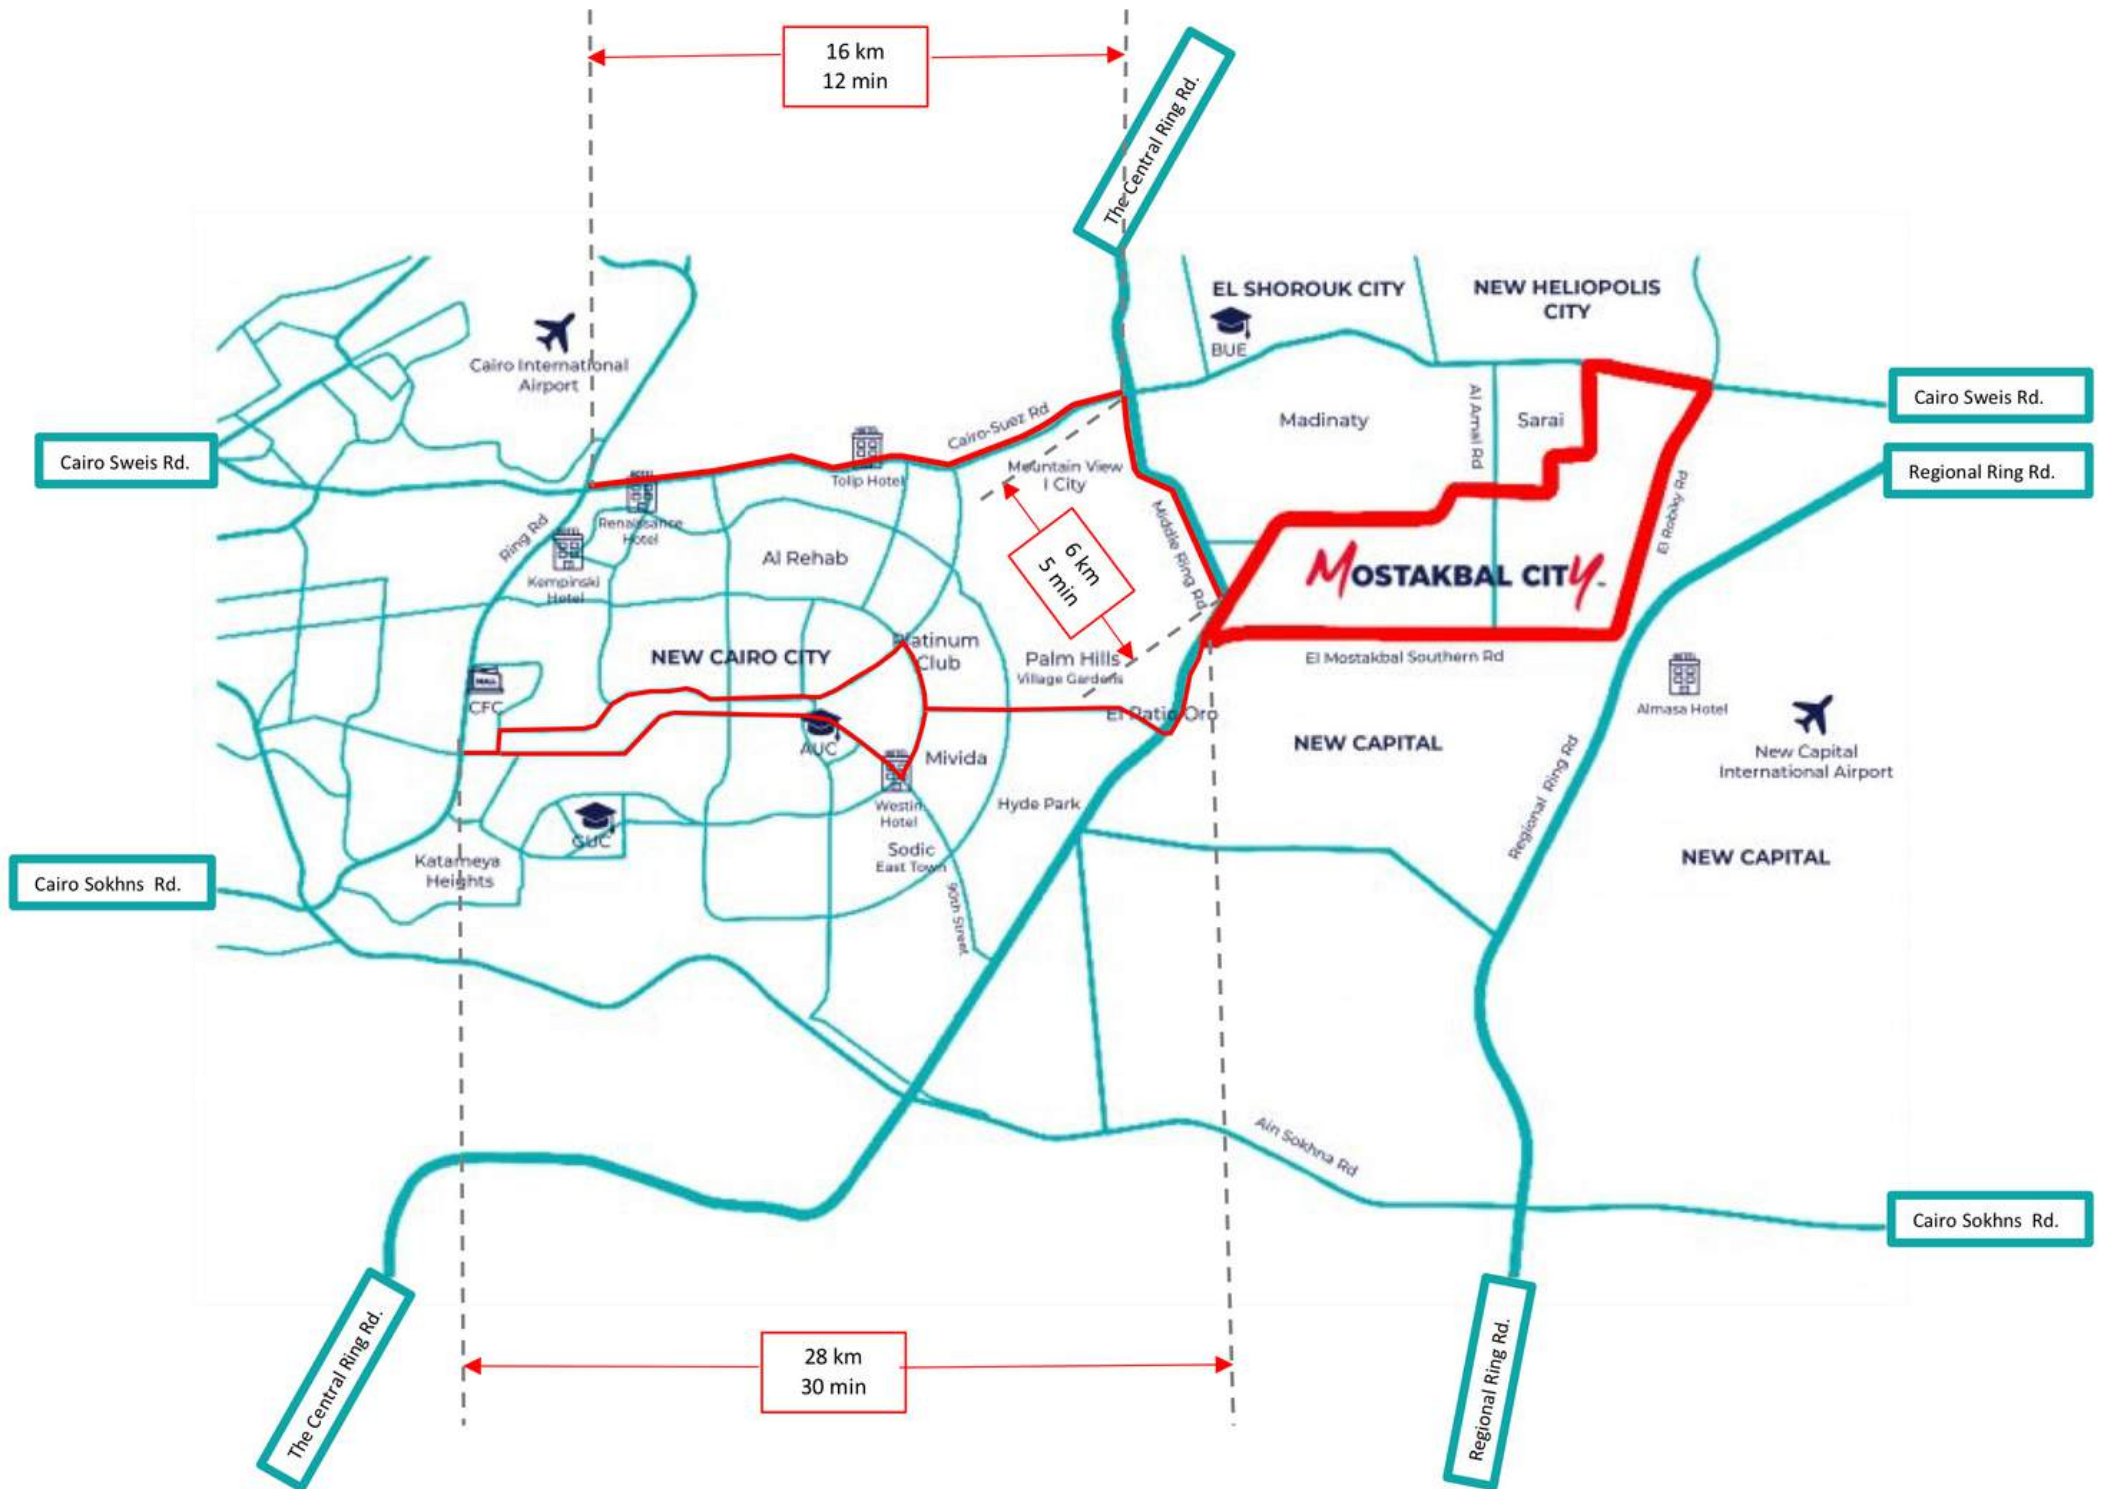 16 km
12 min
The Central Ring Rd.
EL SHOROUK CITY
NEW HELIOPOLIS
CITY
BUE
Cairo International
Airport
Cairo Sweis Rd.
Cairo Sweis Rd.
Regional Ring Rd.
Cairo-Suez Rd
Madinaty
Al Amal Rd
Sarai
Mountain View
I City
Tolip Hotel
HOTEL
Renaissance
Hotel
Ring Rd
HOTEL
Kempinski
Hotel
Al Rehab
6 km
5 min
Middle Ring Rd
El Robiky Rd
MOSTAKBAL CITY
El Mostakbal Southern Rd
NEW CAIRO CITY
Platinum
Club
Palm Hills
Village Gardens
El Patio Oro
MALL
CFC
AUC
HOTEL
Mivida
Westin
Hotel
Hyde Park
GUC
Katameya
Heights
Sodic
East Town
90th Street
NEW CAPITAL
HOTEL
Almasa Hotel
New Capital
International Airport
Regional Ring Rd
NEW CAPITAL
Cairo Sokhns Rd.
Ain Sokhna Rd
Cairo Sokhns Rd.
28 km
30 min
The Central Ring Rd.
Regional Ring Rd.